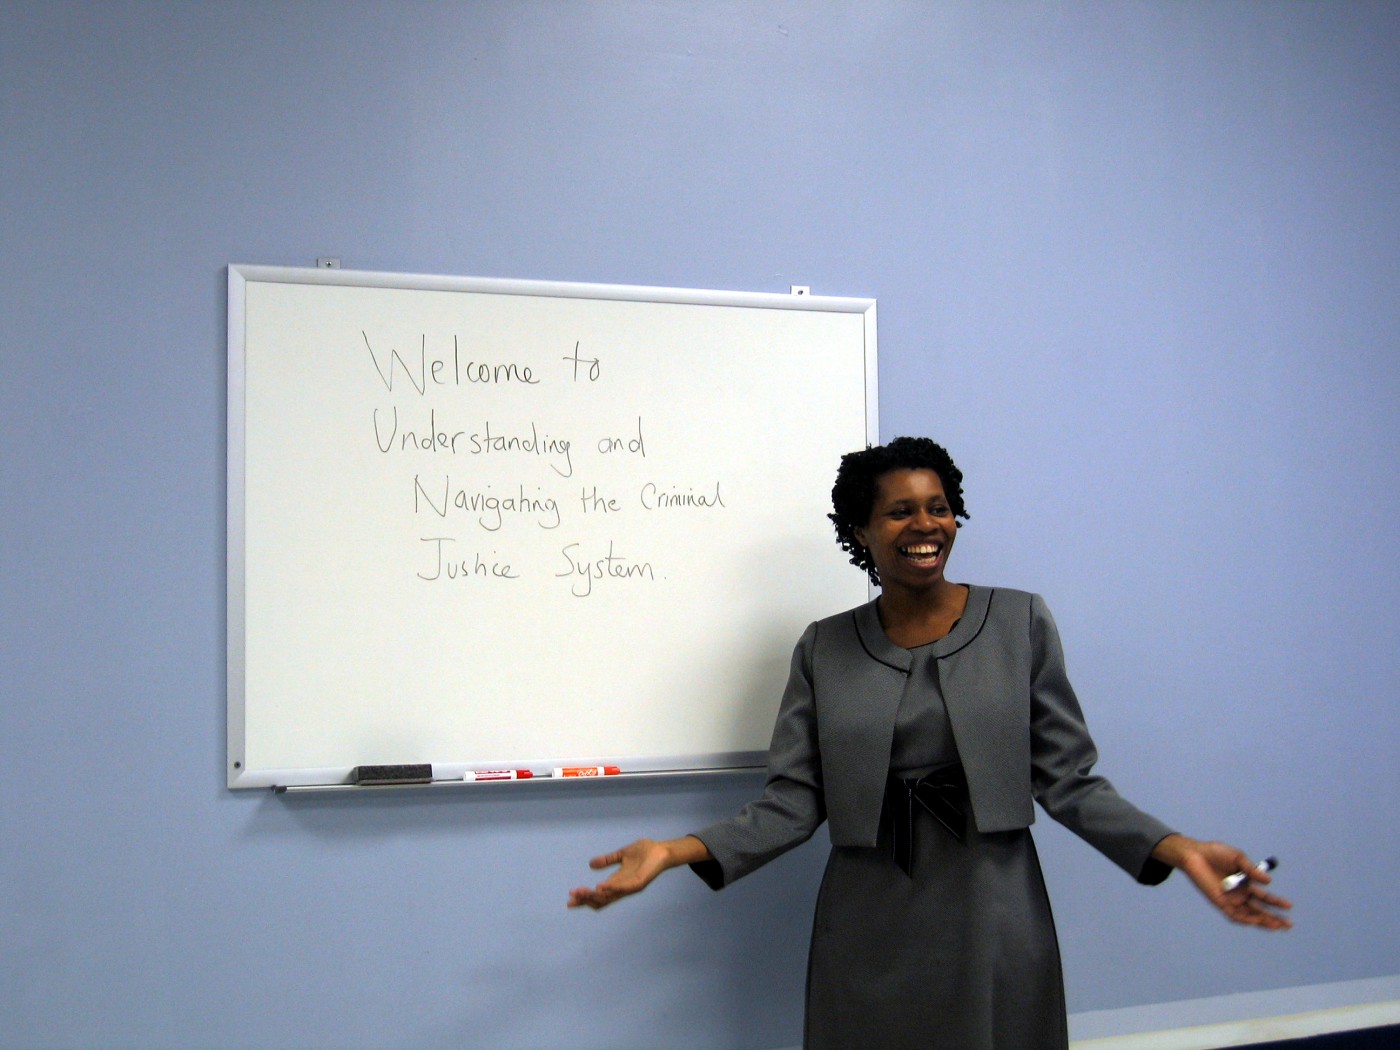 Welcome to
Understanding and
Navigating the Criminal
Justice System.